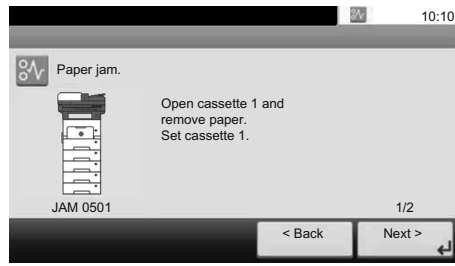 10:10
Paper jam.
Open cassette 1 and
remove paper.
Set cassette 1.
JAM 0501
1/2
< Back
Next >